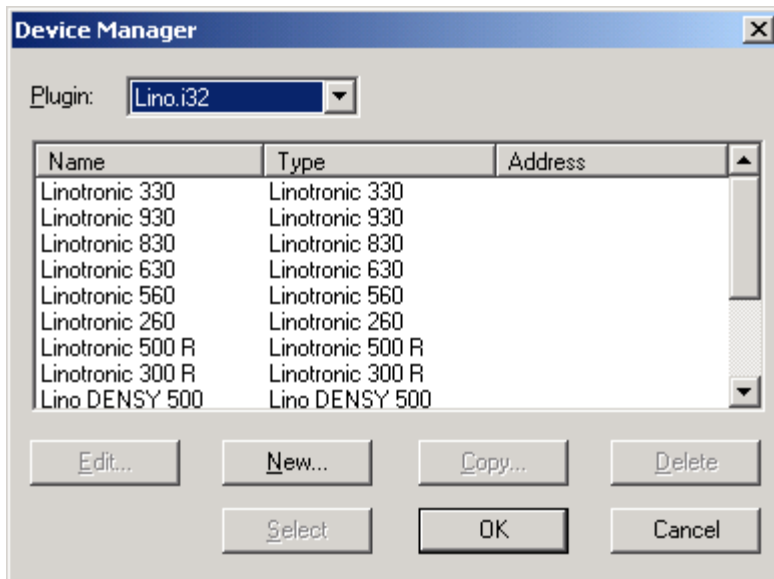 Device Manager
Plugin: Lino.i32
Name Type Address
Linotronic 330 Linotronic 330
Linotronic 930 Linotronic 930
Linotronic 830 Linotronic 830
Linotronic 630 Linotronic 630
Linotronic 560 Linotronic 560
Linotronic 260 Linotronic 260
Linotronic 500 R Linotronic 500 R
Linotronic 300 R Linotronic 300 R
Lino DENSY 500 Lino DENSY 500
Edit... New... Copy... Delete
Select OK Cancel